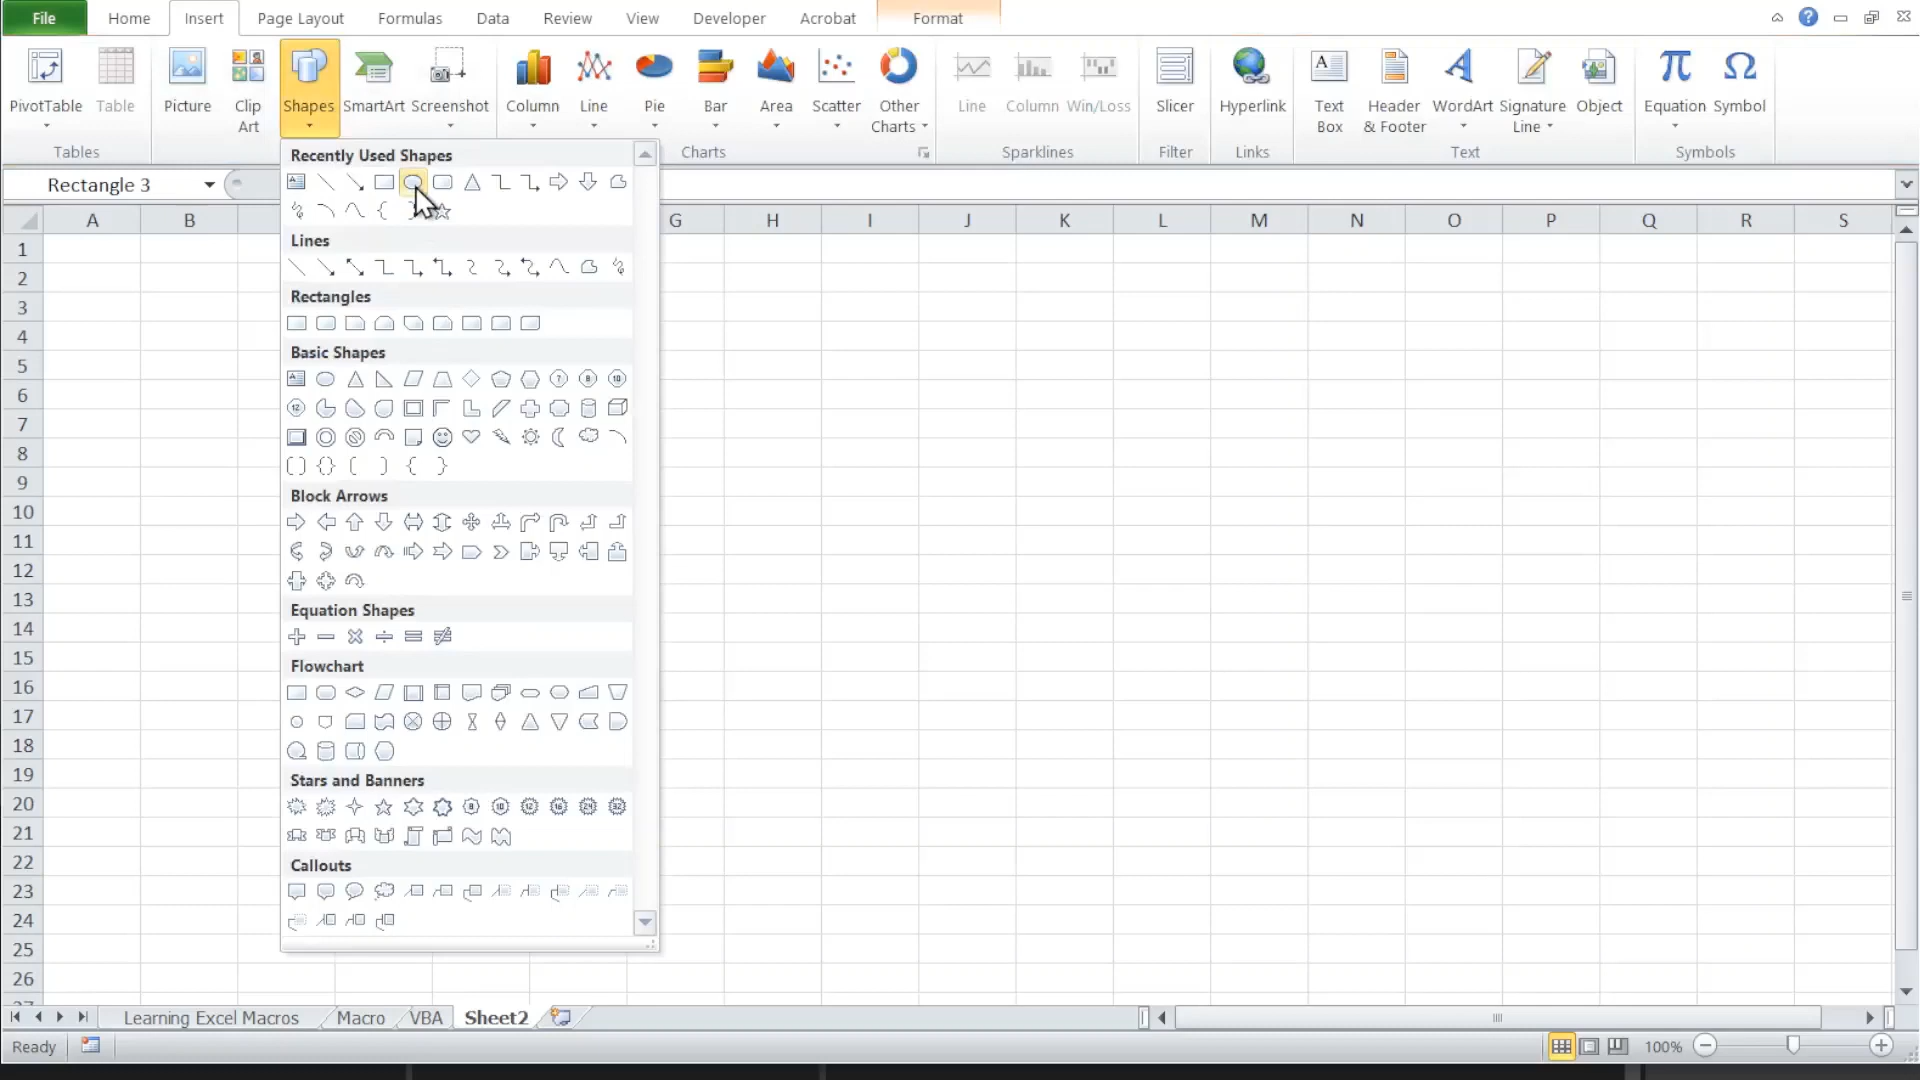 File Home Insert Page Layout Formulas Data Review View Developer Acrobat Format
PivotTable Table Picture Clip Art Shapes SmartArt Screenshot Column Line Pie Bar Area Scatter Other Charts Line Column Win/Loss Slicer Hyperlink Text Box Header & Footer WordArt Signature Line Object Equation Symbol
Tables Charts Sparklines Filter Links Text Symbols
Rectangle 3
Recently Used Shapes
Lines
Rectangles
Basic Shapes
Block Arrows
Equation Shapes
Flowchart
Stars and Banners
Callouts
A B G H I J K L M N O P Q R S
1
2
3
4
5
6
7
8
9
10
11
12
13
14
15
16
17
18
19
20
21
22
23
24
25
26
Learning Excel Macros Macro VBA Sheet2
Ready 100%